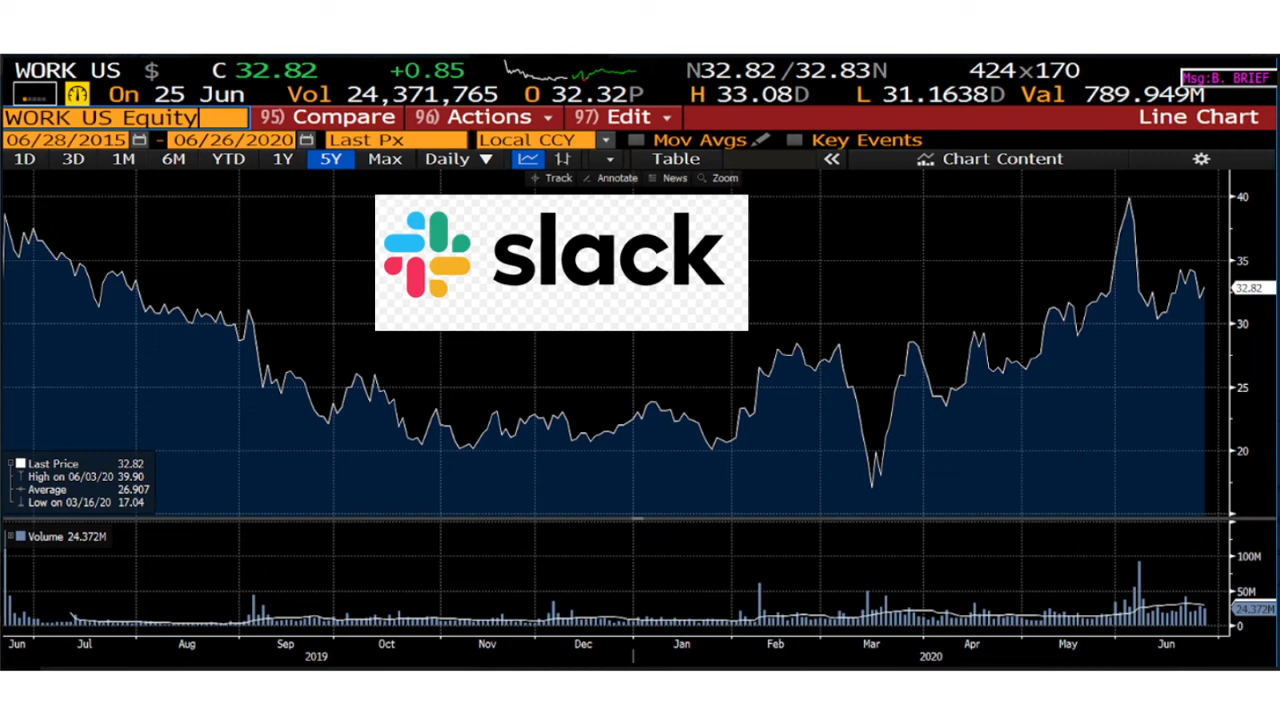 WORK US $ C 32.82 +0.85 N32.82/32.83N 424x170 Msg:B. BRIEF
On 25 Jun Vol 24,371,765 O 32.32P H 33.08D L 31.1638D Val 789.949M
WORK US Equity 95) Compare 96) Actions 97) Edit Line Chart
06/28/2015 - 06/26/2020 Last Px Local CCY Mov Avgs Key Events
1D 3D 1M 6M YTD 1Y 5Y Max Daily ▼ Table « Chart Content
Track Annotate News Zoom
slack
40
35
32.82
30
25
20
Last Price 32.82
High on 06/03/20 39.90
Average 26.907
Low on 03/16/20 17.04
Volume 24.372M
100M
50M
24.372M
0
Jun Jul Aug Sep Oct Nov Dec Jan Feb Mar Apr May Jun
2019 2020